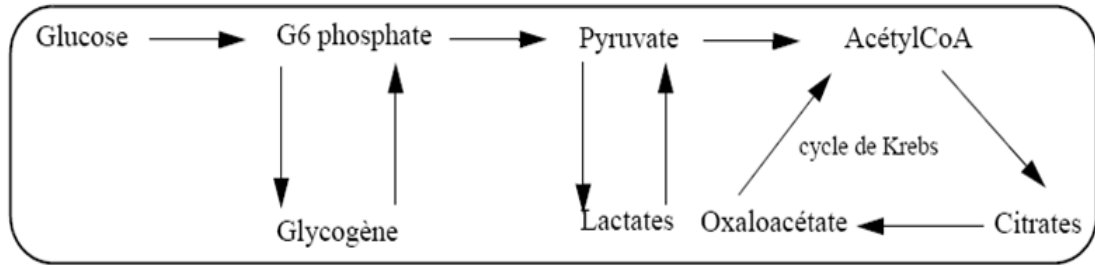 Glucose G6 phosphate Pyruvate AcétylCoA
cycle de Krebs
Glycogène Lactates Oxaloacétate Citrates